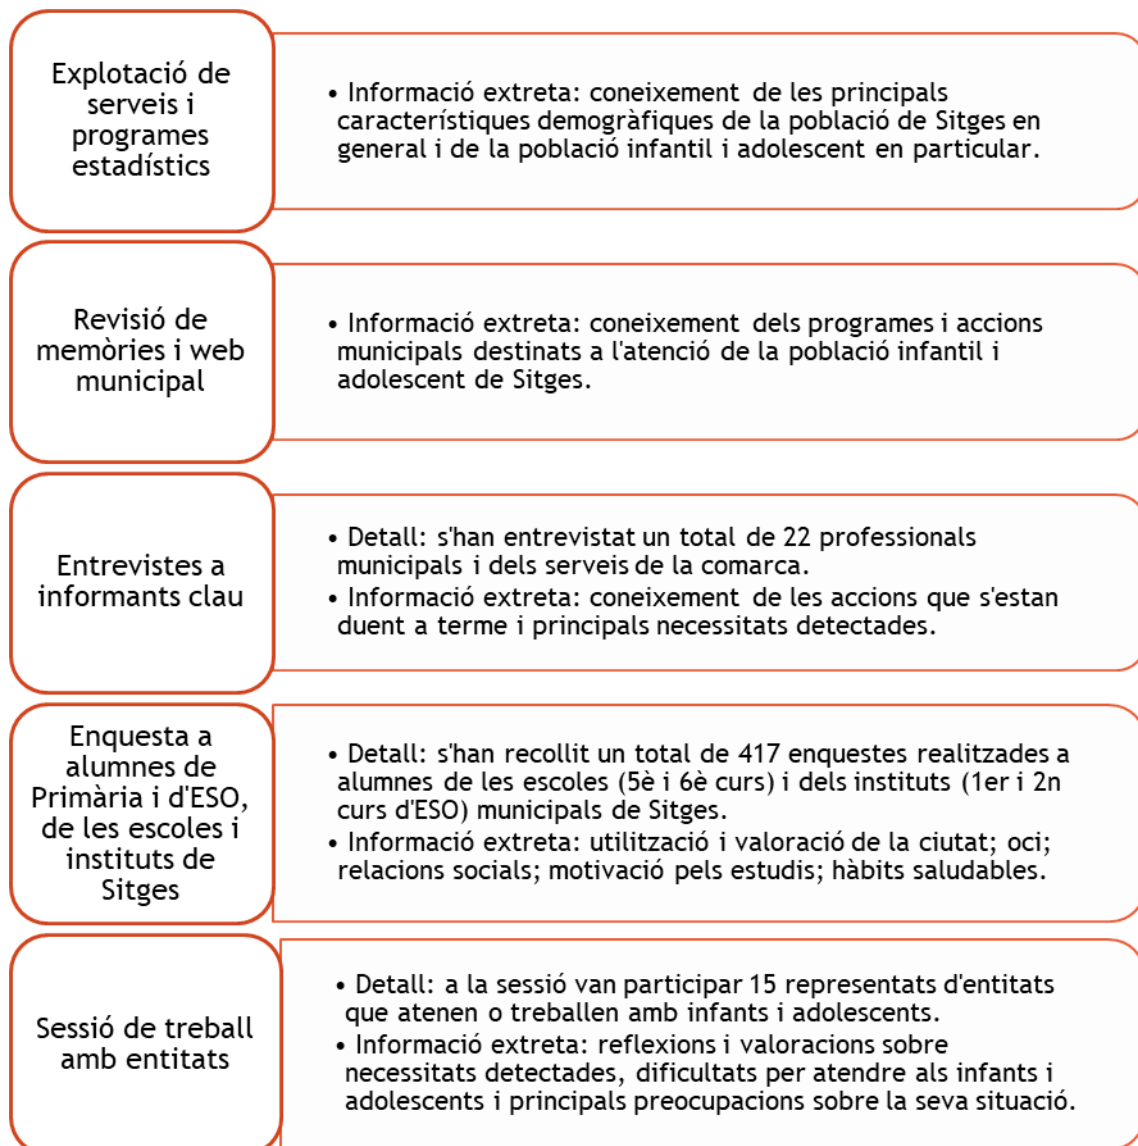 Explotació de
serveis i
programes
estadístics
• Informació extreta: coneixement de les principals
característiques demogràfiques de la població de Sitges en
general i de la població infantil i adolescent en particular.
Revisió de
memòries i web
municipal
• Informació extreta: coneixement dels programes i accions
municipals destinats a l'atenció de la població infantil i
adolescent de Sitges.
Entrevistes a
informants clau
• Detall: s'han entrevistat un total de 22 professionals
municipals i dels serveis de la comarca.
• Informació extreta: coneixement de les accions que s'estan
duent a terme i principals necessitats detectades.
Enquesta a
alumnes de
Primària i d'ESO,
de les escoles i
instituts de
Sitges
• Detall: s'han recollit un total de 417 enquestes realitzades a
alumnes de les escoles (5è i 6è curs) i dels instituts (1er i 2n
curs d'ESO) municipals de Sitges.
• Informació extreta: utilització i valoració de la ciutat; oci;
relacions socials; motivació pels estudis; hàbits saludables.
Sessió de treball
amb entitats
• Detall: a la sessió van participar 15 representats d'entitats
que atenen o treballen amb infants i adolescents.
• Informació extreta: reflexions i valoracions sobre
necessitats detectades, dificultats per atendre als infants i
adolescents i principals preocupacions sobre la seva situació.